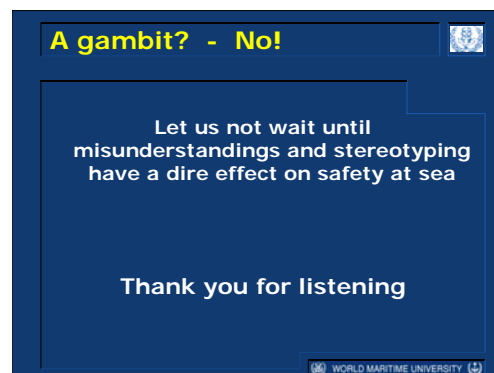 A gambit? - No!
Let us not wait until
misunderstandings and stereotyping
have a dire effect on safety at sea
Thank you for listening
WORLD MARITIME UNIVERSITY